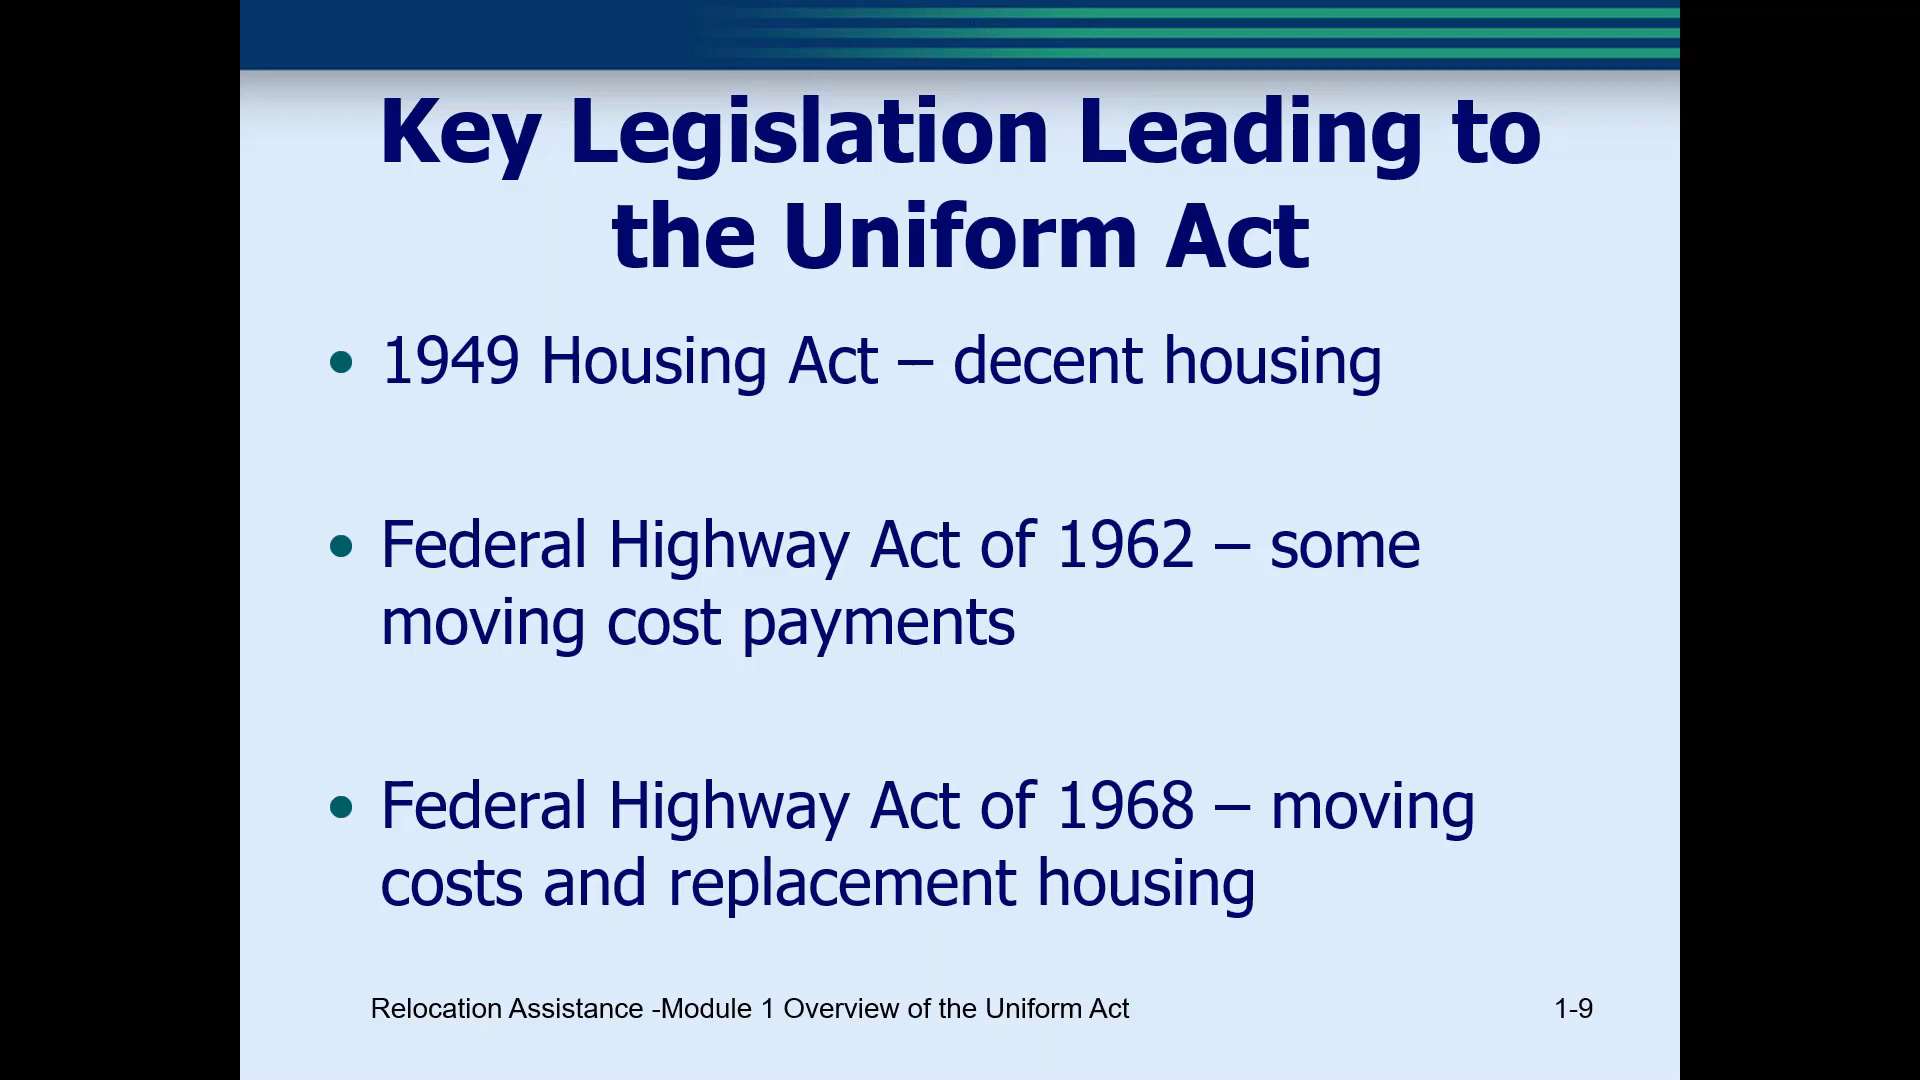 Key Legislation Leading to
the Uniform Act
• 1949 Housing Act – decent housing
• Federal Highway Act of 1962 – some
moving cost payments
• Federal Highway Act of 1968 – moving
costs and replacement housing
Relocation Assistance -Module 1 Overview of the Uniform Act 1-9